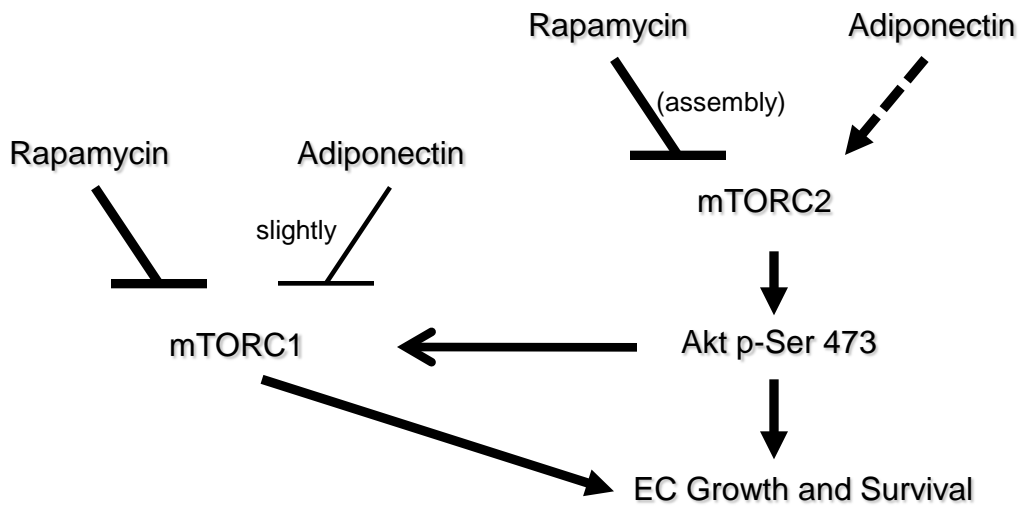 Rapamycin
Adiponectin
(assembly)
Rapamycin
Adiponectin
mTORC2
slightly
mTORC1
Akt p-Ser 473
EC Growth and Survival